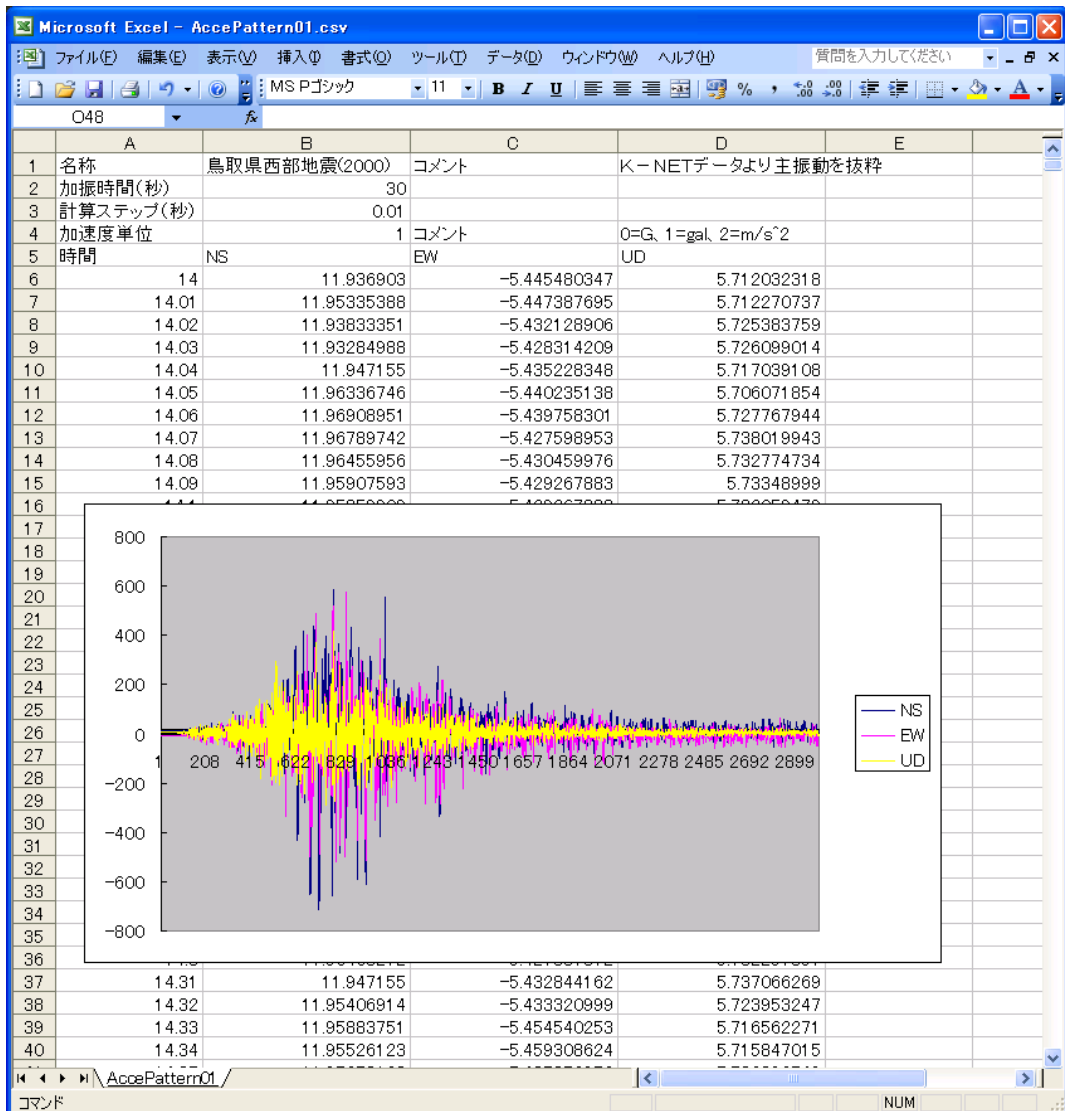 Microsoft Excel - AccePattern01.csv
ファイル(F) 編集(E) 表示(V) 挿入(I) 書式(O) ツール(T) データ(D) ウィンドウ(W) ヘルプ(H) 質問を入力してください
MS Pゴシック 11 B I U % , A
O48 fx
A B C D E
1 名称 鳥取県西部地震(2000) コメント K-NETデータより主振動を抜粋
2 加振時間(秒) 30
3 計算ステップ(秒) 0.01
4 加速度単位 1 コメント 0=G、1=gal、2=m/s^2
5 時間 NS EW UD
6 14 11.936903 -5.445480347 5.712032318
7 14.01 11.95335388 -5.447387695 5.712270737
8 14.02 11.93833351 -5.432128906 5.725383759
9 14.03 11.93284988 -5.428314209 5.726099014
10 14.04 11.947155 -5.435228348 5.717039108
11 14.05 11.96336746 -5.440235138 5.706071854
12 14.06 11.96908951 -5.439758301 5.727767944
13 14.07 11.96789742 -5.427598953 5.738019943
14 14.08 11.96455956 -5.430459976 5.732774734
15 14.09 11.95907593 -5.429267883 5.73348999
16
17
18
19
20
21
22
23
24
25
26
27
28
29
30
31
32
33
34
35
36
800
600
400
200
0
-200
-400
-600
-800
1 208 415 622 829 1036 1243 1450 1657 1864 2071 2278 2485 2692 2899
NS
EW
UD
37 14.31 11.947155 -5.432844162 5.737066269
38 14.32 11.95406914 -5.433320999 5.723953247
39 14.33 11.95883751 -5.454540253 5.716562271
40 14.34 11.95526123 -5.459308624 5.715847015
AccePattern01
コマンド NUM